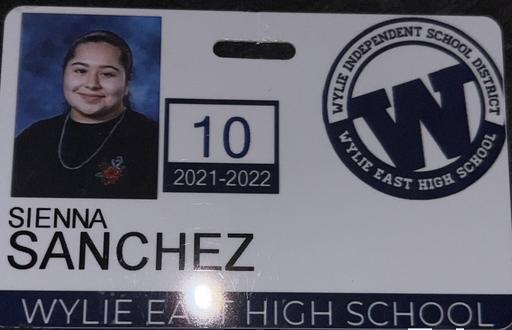 WYLIE INDEPENDENT SCHOOL DISTRICT
W
WYLIE EAST HIGH SCHOOL
10
2021-2022
SIENNA
SANCHEZ
WYLIE EAST HIGH SCHOOL